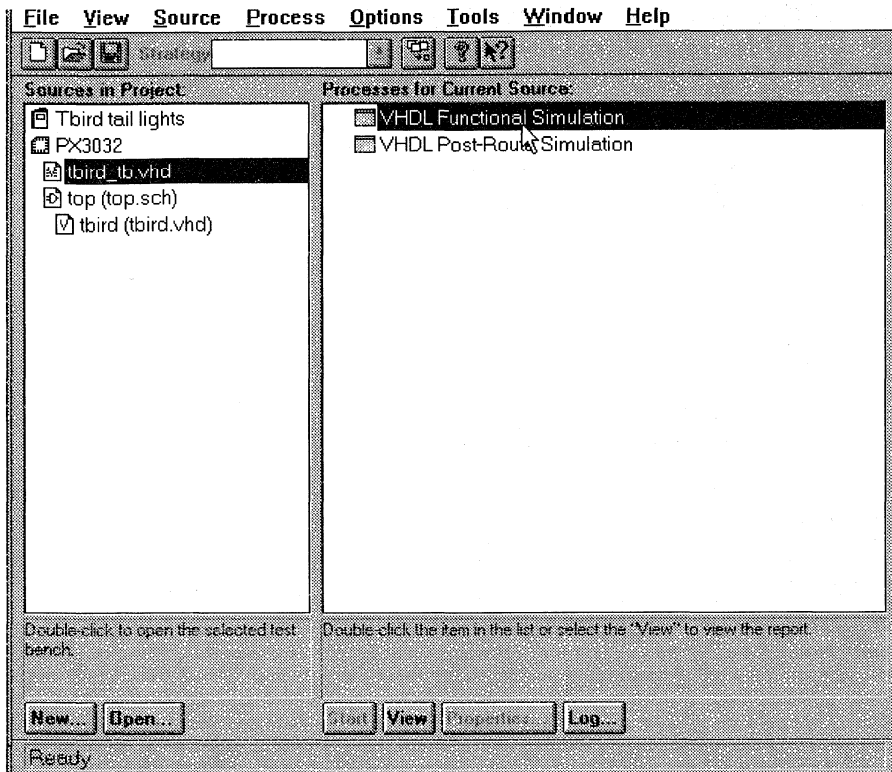 File View Source Process Options Tools Window Help
Strategy
Sources in Project: Processes for Current Source:
Tbird tail lights
PX3032
tbird_tb.vhd
top (top.sch)
tbird (tbird.vhd)
VHDL Functional Simulation
VHDL Post-Route Simulation
Double-click to open the selected test
bench.
Double-click the item in the list or select the "View" to view the report.
New... Open... Start View Properties... Log...
Ready